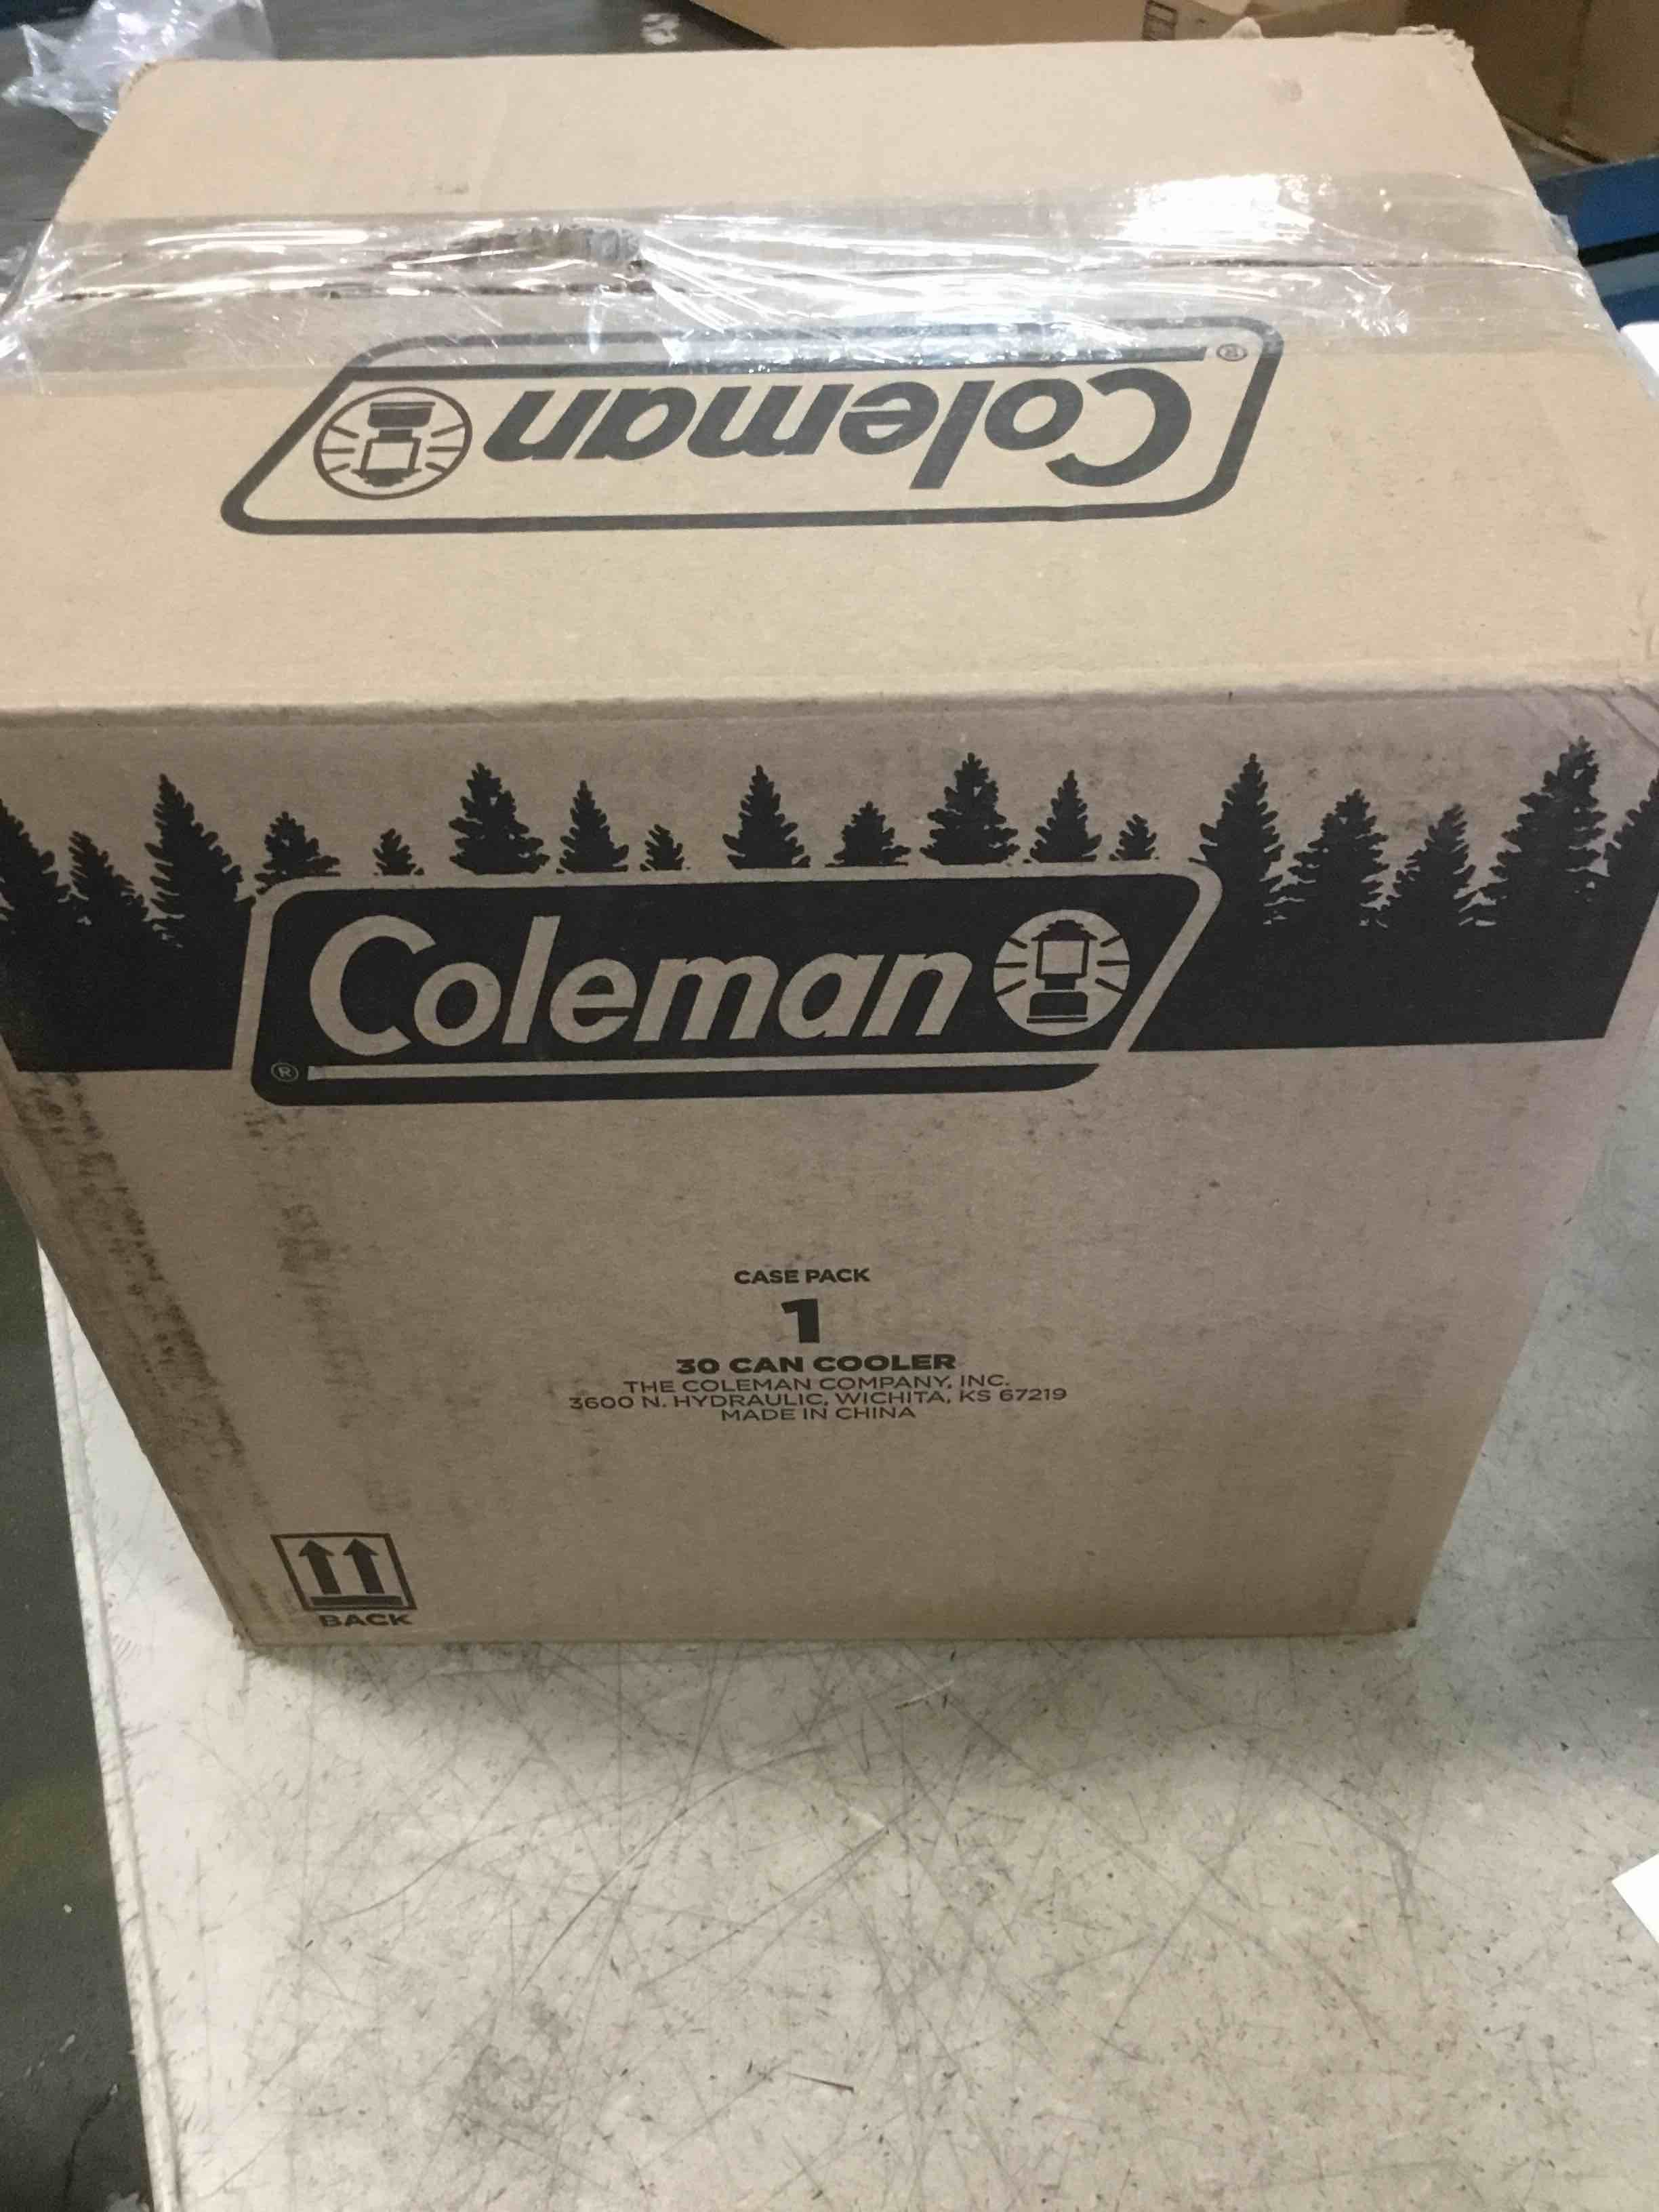 Coleman ®
Coleman
®
CASE PACK
1
30 CAN COOLER
THE COLEMAN COMPANY, INC.
3600 N. HYDRAULIC, WICHITA, KS 67219
MADE IN CHINA
BACK